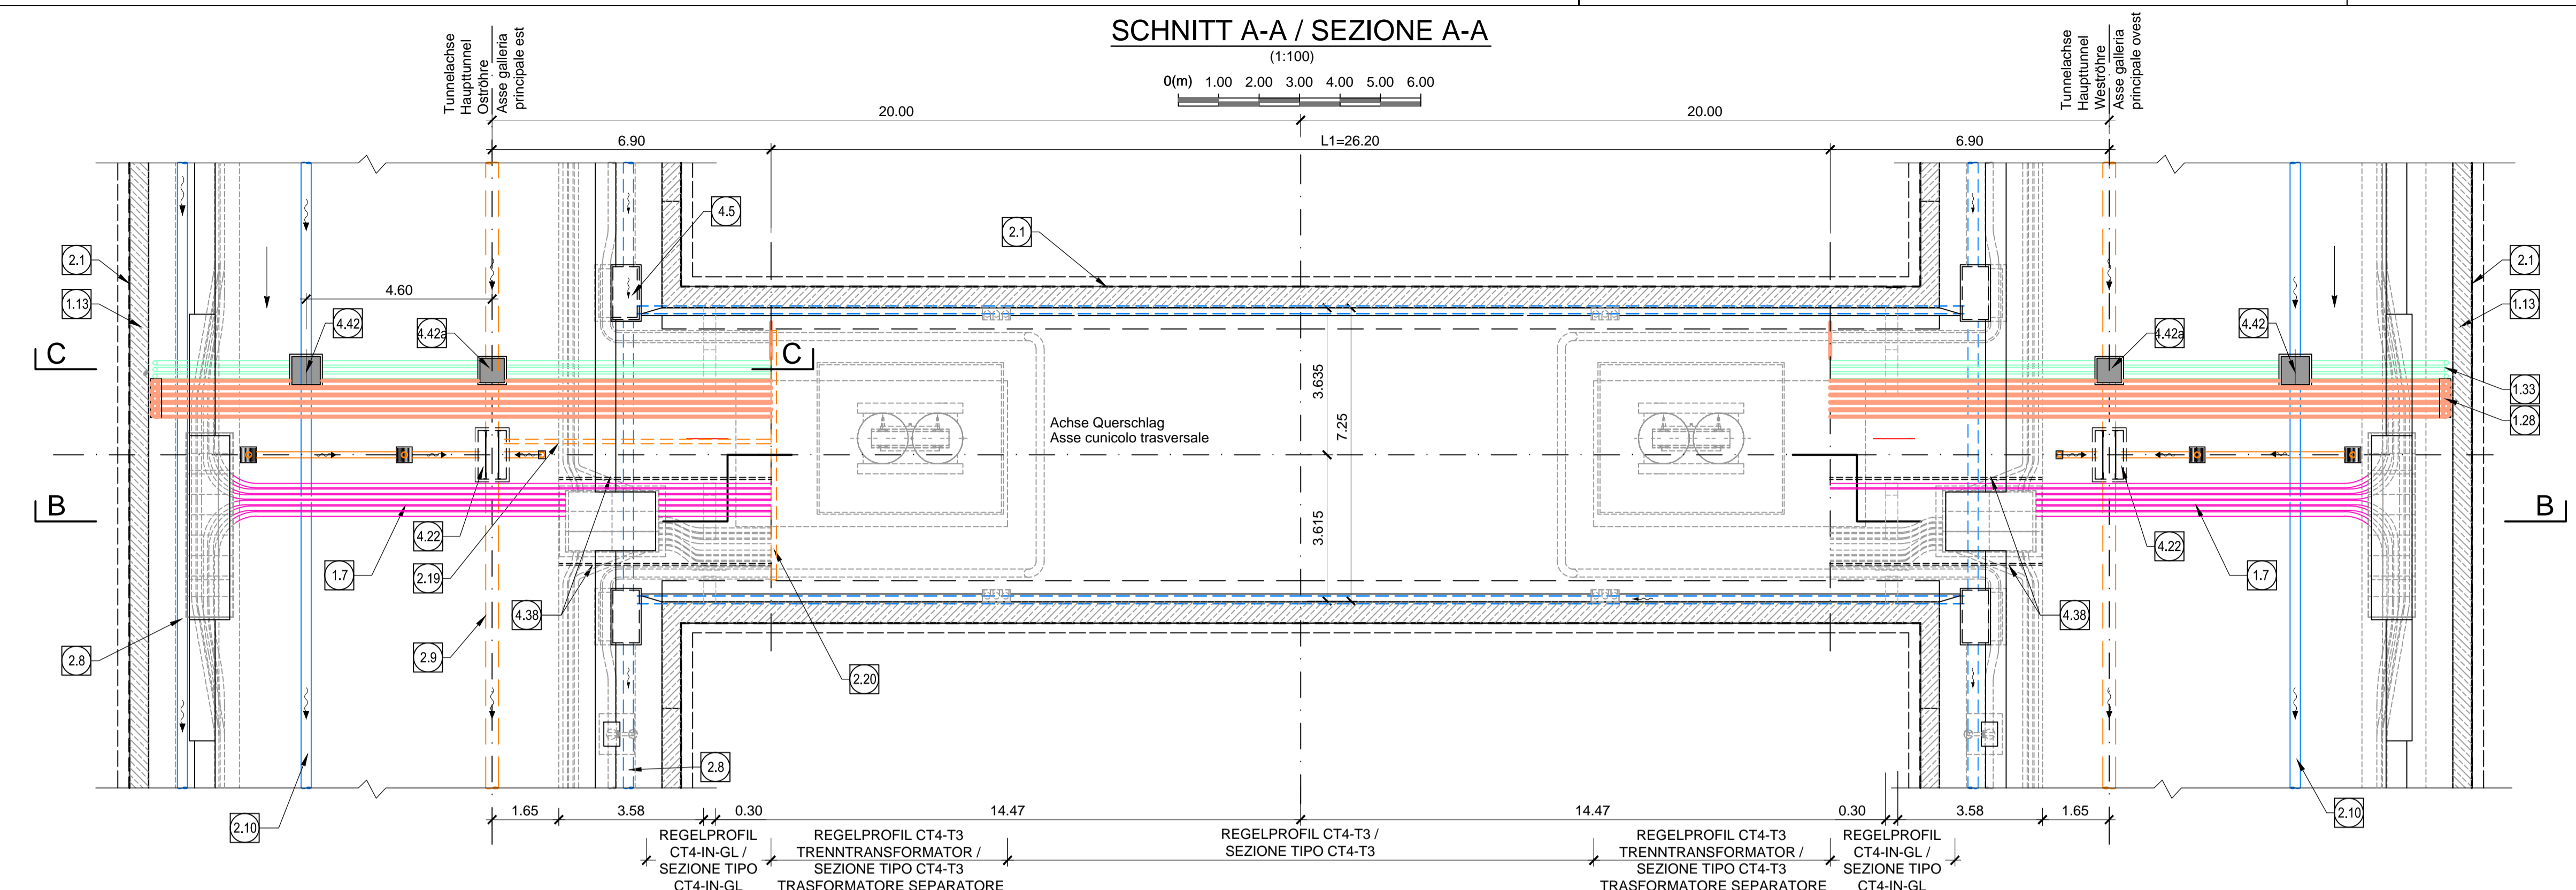 SCHNITT A-A / SEZIONE A-A
(1:100)
0(m) 1.00 2.00 3.00 4.00 5.00 6.00
Tunnelachse
Haupttunnel
Oströhre
Asse galleria
principale est
Tunnelachse
Haupttunnel
Weströhre
Asse galleria
principale ovest
20.00
20.00
6.90
L1=26.20
6.90
4.5
2.1
2.1
2.1
1.13
1.13
4.60
4.42
4.42a
4.42a
4.42
C
C
3.635
7.25
3.615
1.33
1.28
Achse Querschlag
Asse cunicolo trasversale
B
B
4.22
4.22
1.7
2.19
1.7
4.38
4.38
2.8
2.9
2.20
2.8
2.10
2.10
1.65
3.58
0.30
14.47
14.47
0.30
3.58
1.65
REGELPROFIL
CT4-IN-GL /
SEZIONE TIPO
CT4-IN-GL
REGELPROFIL CT4-T3
TRENNTRANSFORMATOR /
SEZIONE TIPO CT4-T3
TRASFORMATORE SEPARATORE
REGELPROFIL CT4-T3 /
SEZIONE TIPO CT4-T3
REGELPROFIL CT4-T3
TRENNTRANSFORMATOR /
SEZIONE TIPO CT4-T3
TRASFORMATORE SEPARATORE
REGELPROFIL
CT4-IN-GL /
SEZIONE TIPO
CT4-IN-GL